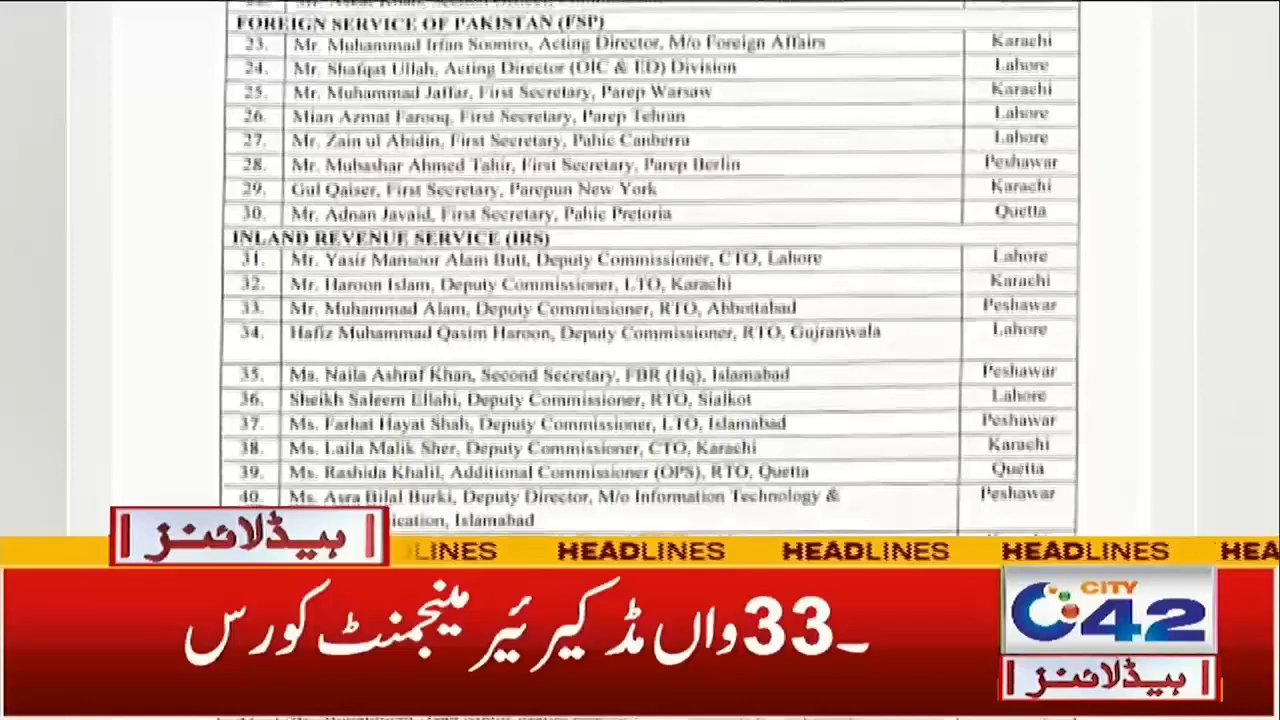 FOREIGN SERVICE OF PAKISTAN (FSP)
23. Mr. Muhammad Irfan Soomro, Acting Director, M/o Foreign Affairs Karachi
24. Mr. Shafqat Ullah, Acting Director (OIC & ED) Division Lahore
25. Mr. Muhammad Jaffar, First Secretary, Parep Warsaw Karachi
26. Mian Azmat Farooq, First Secretary, Parep Tehran Lahore
27. Mr. Zain ul Abidin, First Secretary, Pahic Canberra Lahore
28. Mr. Mubashar Ahmed Tahir, First Secretary, Parep Berlin Peshawar
29. Gul Qaiser, First Secretary, Parepun New York Karachi
30. Mr. Adnan Javaid, First Secretary, Pahic Pretoria Quetta
INLAND REVENUE SERVICE (IRS)
31. Mr. Yasir Mansoor Alam Butt, Deputy Commissioner, CTO, Lahore Lahore
32. Mr. Haroon Islam, Deputy Commissioner, LTO, Karachi Karachi
33. Mr. Muhammad Alam, Deputy Commissioner, RTO, Abbottabad Peshawar
34. Hafiz Muhammad Qasim Haroon, Deputy Commissioner, RTO, Gujranwala Lahore
35. Ms. Naila Ashraf Khan, Second Secretary, FBR (Hq), Islamabad Peshawar
36. Sheikh Saleem Ellahi, Deputy Commissioner, RTO, Sialkot Lahore
37. Ms. Farhat Hayat Shah, Deputy Commissioner, LTO, Islamabad Peshawar
38. Ms. Laila Malik Sher, Deputy Commissioner, CTO, Karachi Karachi
39. Ms. Rashida Khalil, Additional Commissioner (OPS), RTO, Quetta Quetta
40. Ms. Asra Bilal Burki, Deputy Director, M/o Information Technology & Peshawar
ication, Islamabad
ہیڈلائنز
LINES HEADLINES HEADLINES HEADLINES HEA
33ـ واں مڈ کیرئیر مینجمنٹ کورس
CITY
42
ہیڈلائنز